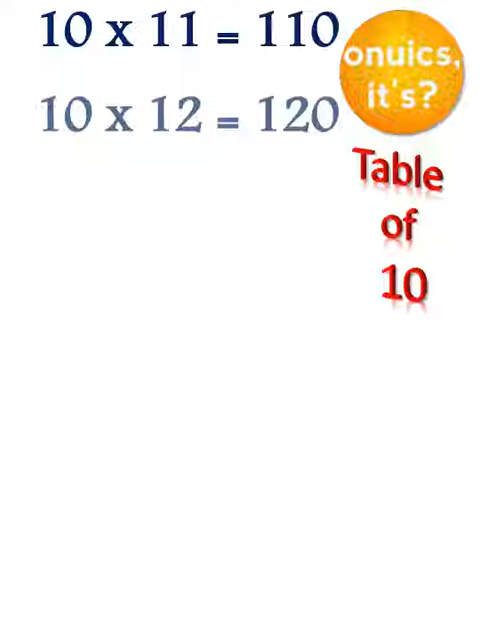 10 x 11 = 110
10 x 12 = 120
onuics,
it's?
Table
of
10